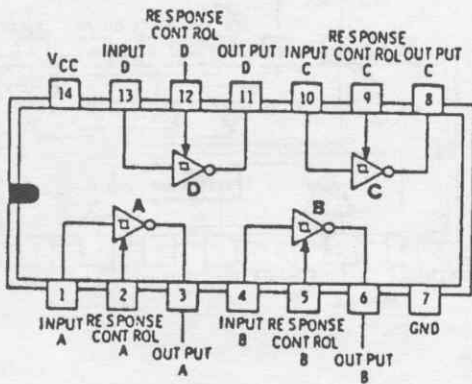 RESPONSE
CONTROL
D
INPUT
D
OUTPUT
D
INPUT
C
RESPONSE
CONTROL
C
OUTPUT
C
VCC
14
13
12
11
10
9
8
D
C
A
B
1
2
3
4
5
6
7
INPUT
A
RESPONSE
CONTROL
A
OUTPUT
A
INPUT
B
RESPONSE
CONTROL
B
OUTPUT
B
GND